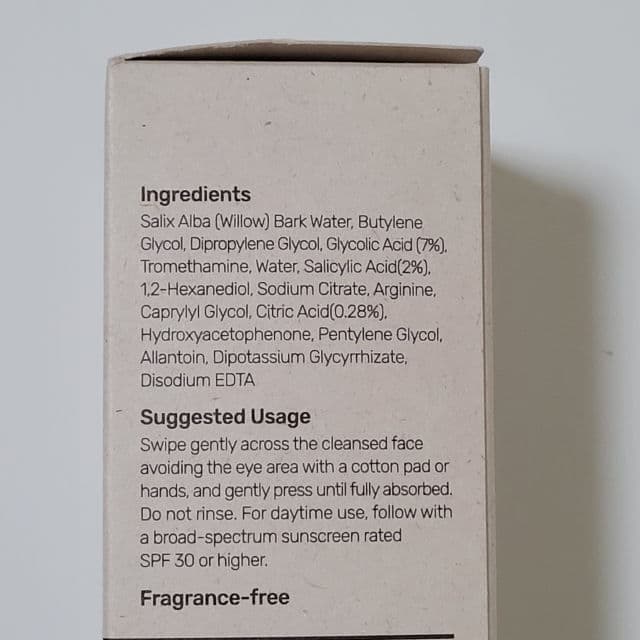 Ingredients
Salix Alba (Willow) Bark Water, Butylene
Glycol, Dipropylene Glycol, Glycolic Acid (7%),
Tromethamine, Water, Salicylic Acid(2%),
1,2-Hexanediol, Sodium Citrate, Arginine,
Caprylyl Glycol, Citric Acid(0.28%),
Hydroxyacetophenone, Pentylene Glycol,
Allantoin, Dipotassium Glycyrrhizate,
Disodium EDTA
Suggested Usage
Swipe gently across the cleansed face
avoiding the eye area with a cotton pad or
hands, and gently press until fully absorbed.
Do not rinse. For daytime use, follow with
a broad-spectrum sunscreen rated
SPF 30 or higher.
Fragrance-free